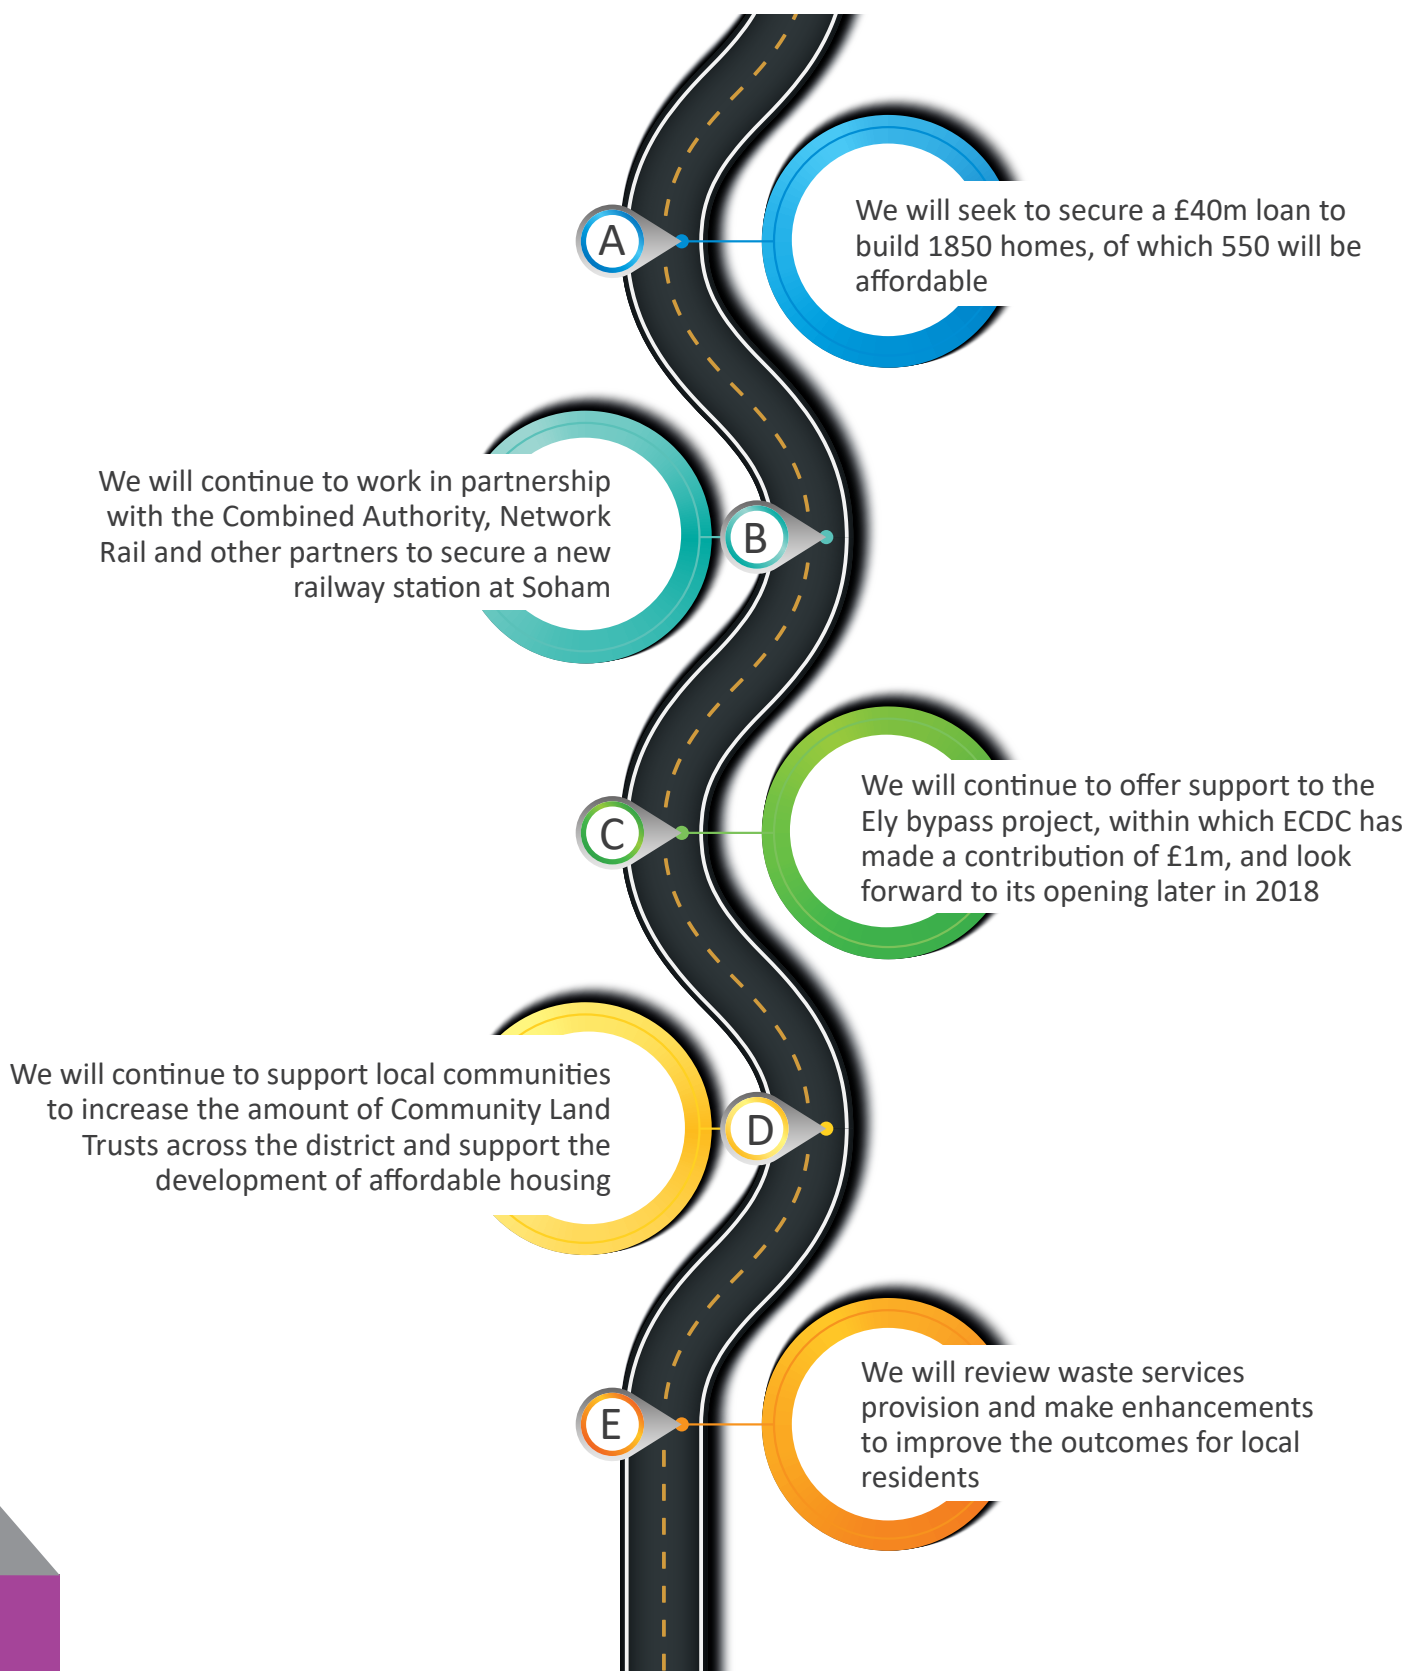 A
We will seek to secure a £40m loan to
build 1850 homes, of which 550 will be
affordable
We will continue to work in partnership
with the Combined Authority, Network
Rail and other partners to secure a new
railway station at Soham
B
C
We will continue to offer support to the
Ely bypass project, within which ECDC has
made a contribution of £1m, and look
forward to its opening later in 2018
We will continue to support local communities
to increase the amount of Community Land
Trusts across the district and support the
development of affordable housing
D
E
We will review waste services
provision and make enhancements
to improve the outcomes for local
residents